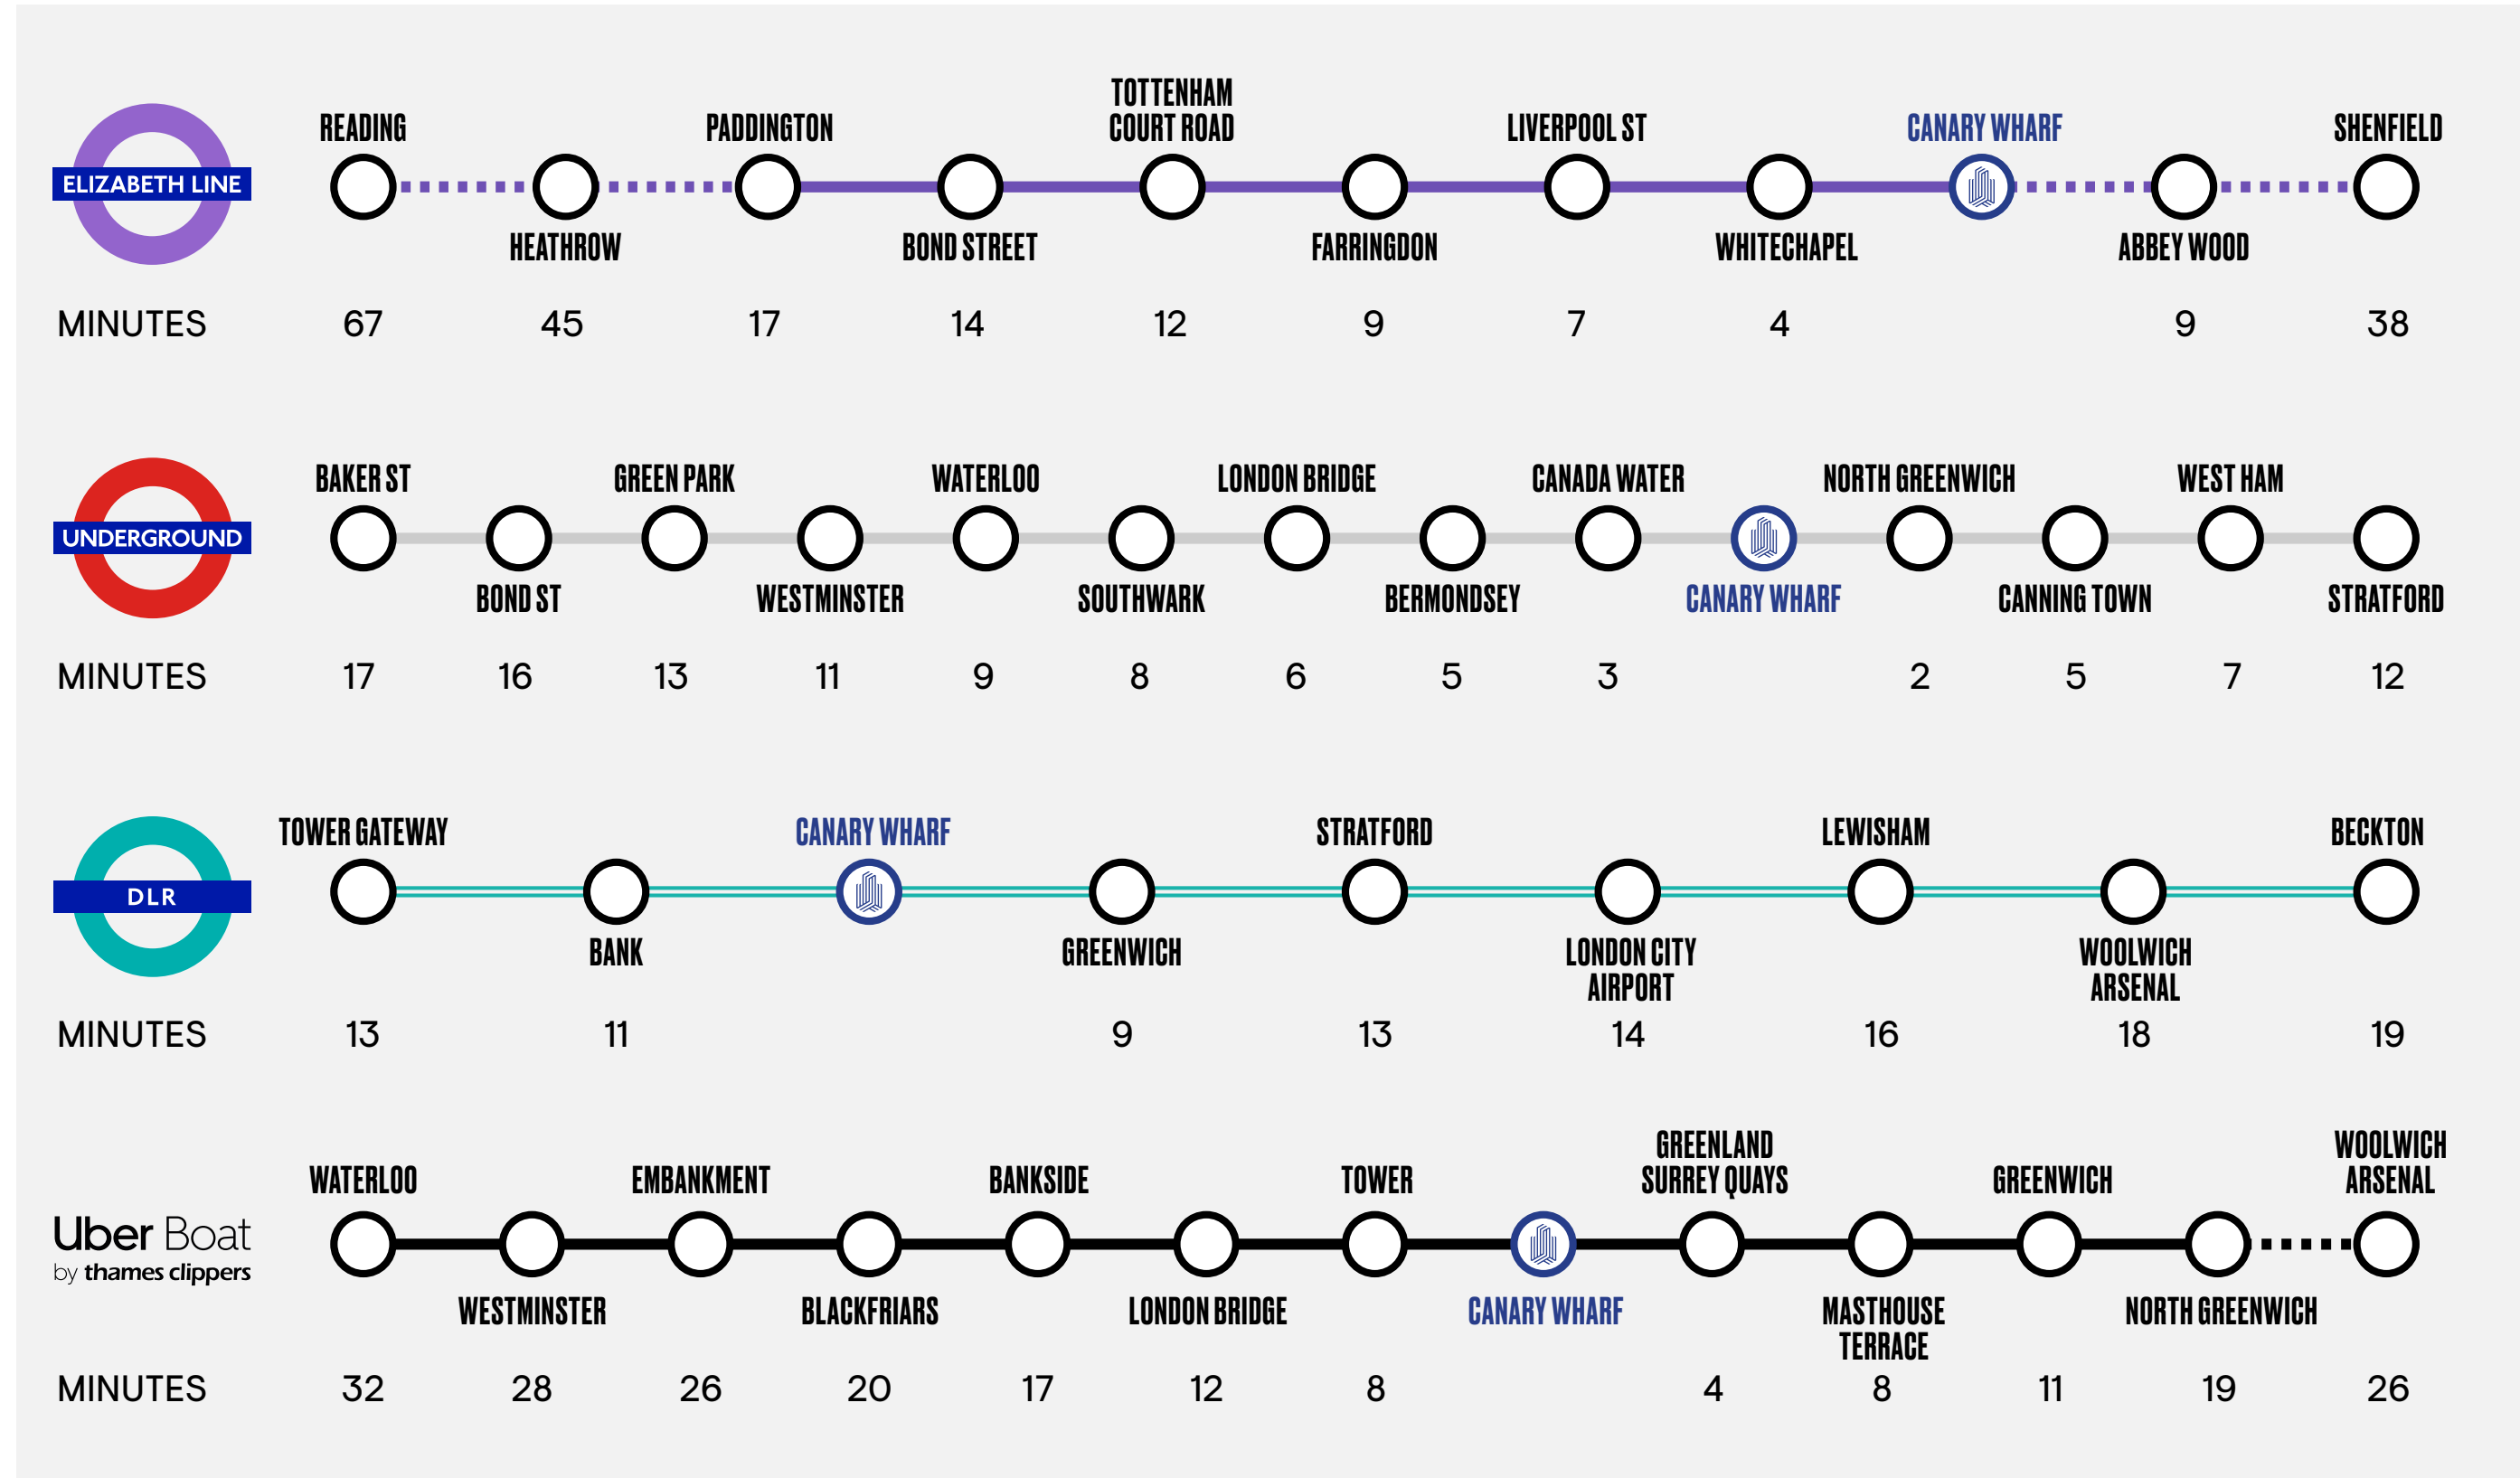 TOTTENHAM
READING PADDINGTON COURT ROAD LIVERPOOL ST CANARY WHARF SHENFIELD
ELIZABETH LINE
HEATHROW BOND STREET FARRINGDON WHITECHAPEL ABBEY WOOD
MINUTES 67 45 17 14 12 9 7 4 9 38
BAKER ST GREEN PARK WATERLOO LONDON BRIDGE CANADA WATER NORTH GREENWICH WEST HAM
UNDERGROUND
BOND ST WESTMINSTER SOUTHWARK BERMONDSEY CANARY WHARF CANNING TOWN STRATFORD
MINUTES 17 16 13 11 9 8 6 5 3 2 5 7 12
TOWER GATEWAY CANARY WHARF STRATFORD LEWISHAM BECKTON
DLR
BANK GREENWICH LONDON CITY WOOLWICH
AIRPORT ARSENAL
MINUTES 13 11 9 13 14 16 18 19
GREENLAND WOOLWICH
WATERLOO EMBANKMENT BANKSIDE TOWER SURREY QUAYS GREENWICH ARSENAL
Uber Boat
by thames clippers
WESTMINSTER BLACKFRIARS LONDON BRIDGE CANARY WHARF MASTHOUSE NORTH GREENWICH
TERRACE
MINUTES 32 28 26 20 17 12 8 4 8 11 19 26